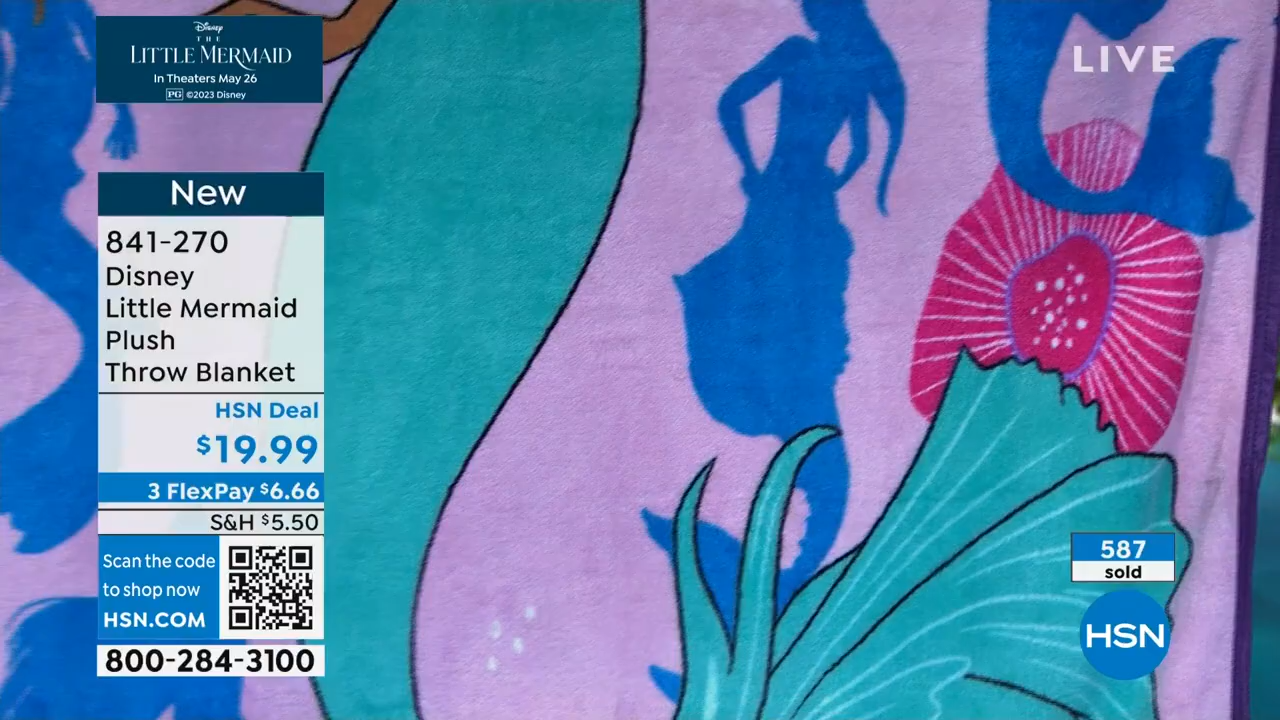 Disney
THE
LITTLE MERMAID
In Theaters May 26
PG ©2023 Disney
LIVE
New
841-270
Disney
Little Mermaid
Plush
Throw Blanket
HSN Deal
$19.99
3 FlexPay $6.66
S&H $5.50
Scan the code
to shop now
HSN.COM
800-284-3100
587
sold
HSN